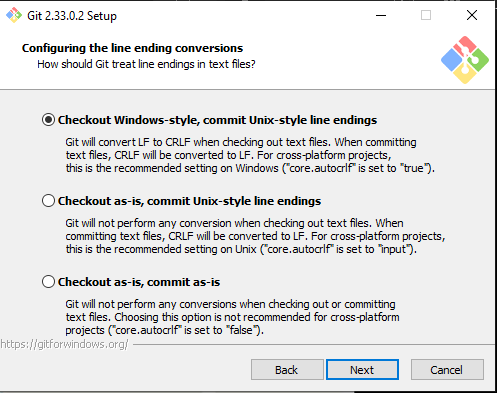 Git 2.33.0.2 Setup
Configuring the line ending conversions
How should Git treat line endings in text files?
Checkout Windows-style, commit Unix-style line endings
Git will convert LF to CRLF when checking out text files. When committing
text files, CRLF will be converted to LF. For cross-platform projects,
this is the recommended setting on Windows ("core.autocrlf" is set to "true").
Checkout as-is, commit Unix-style line endings
Git will not perform any conversion when checking out text files. When
committing text files, CRLF will be converted to LF. For cross-platform projects,
this is the recommended setting on Unix ("core.autocrlf" is set to "input").
Checkout as-is, commit as-is
Git will not perform any conversions when checking out or committing
text files. Choosing this option is not recommended for cross-platform
projects ("core.autocrlf" is set to "false").
https://gitforwindows.org/
Back
Next
Cancel